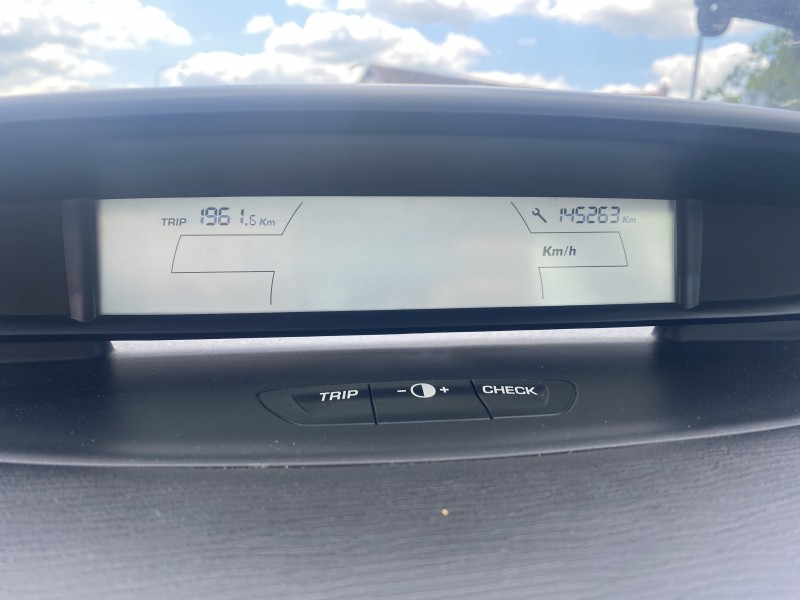 TRIP 1961.6 Km
145263 Km
Km/h
TRIP - + CHECK